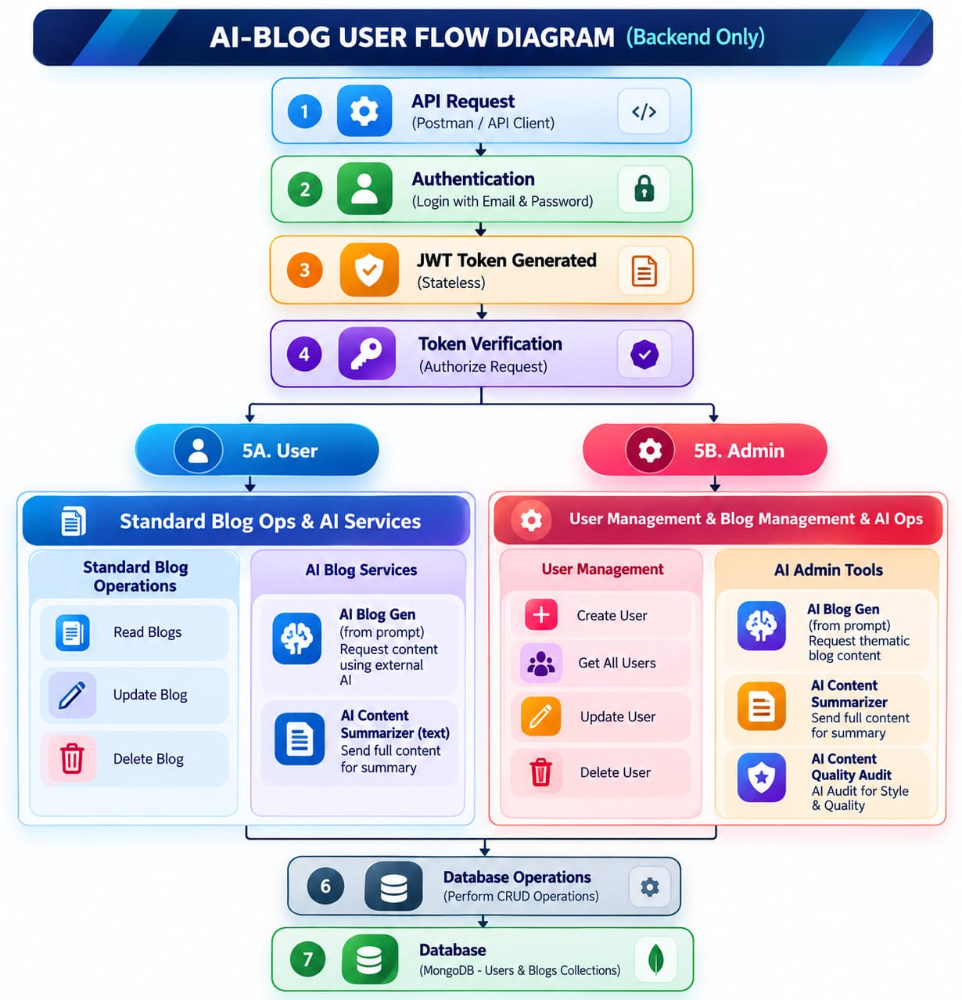 AI-BLOG USER FLOW DIAGRAM (Backend Only)
1
API Request
(Postman / API Client)
</>
2
Authentication
(Login with Email & Password)
3
JWT Token Generated
(Stateless)
4
Token Verification
(Authorize Request)
5A. User
5B. Admin
Standard Blog Ops & AI Services
Standard Blog
Operations
Read Blogs
Update Blog
Delete Blog
AI Blog Services
AI Blog Gen
(from prompt)
Request content
using external
AI
AI Content
Summarizer (text)
Send full content
for summary
User Management & Blog Management & AI Ops
User Management
Create User
Get All Users
Update User
Delete User
AI Admin Tools
AI Blog Gen
(from prompt)
Request thematic
blog content
AI Content
Summarizer
Send full content
for summary
AI Content
Quality Audit
AI Audit for Style
& Quality
6
Database Operations
(Perform CRUD Operations)
7
Database
(MongoDB - Users & Blogs Collections)